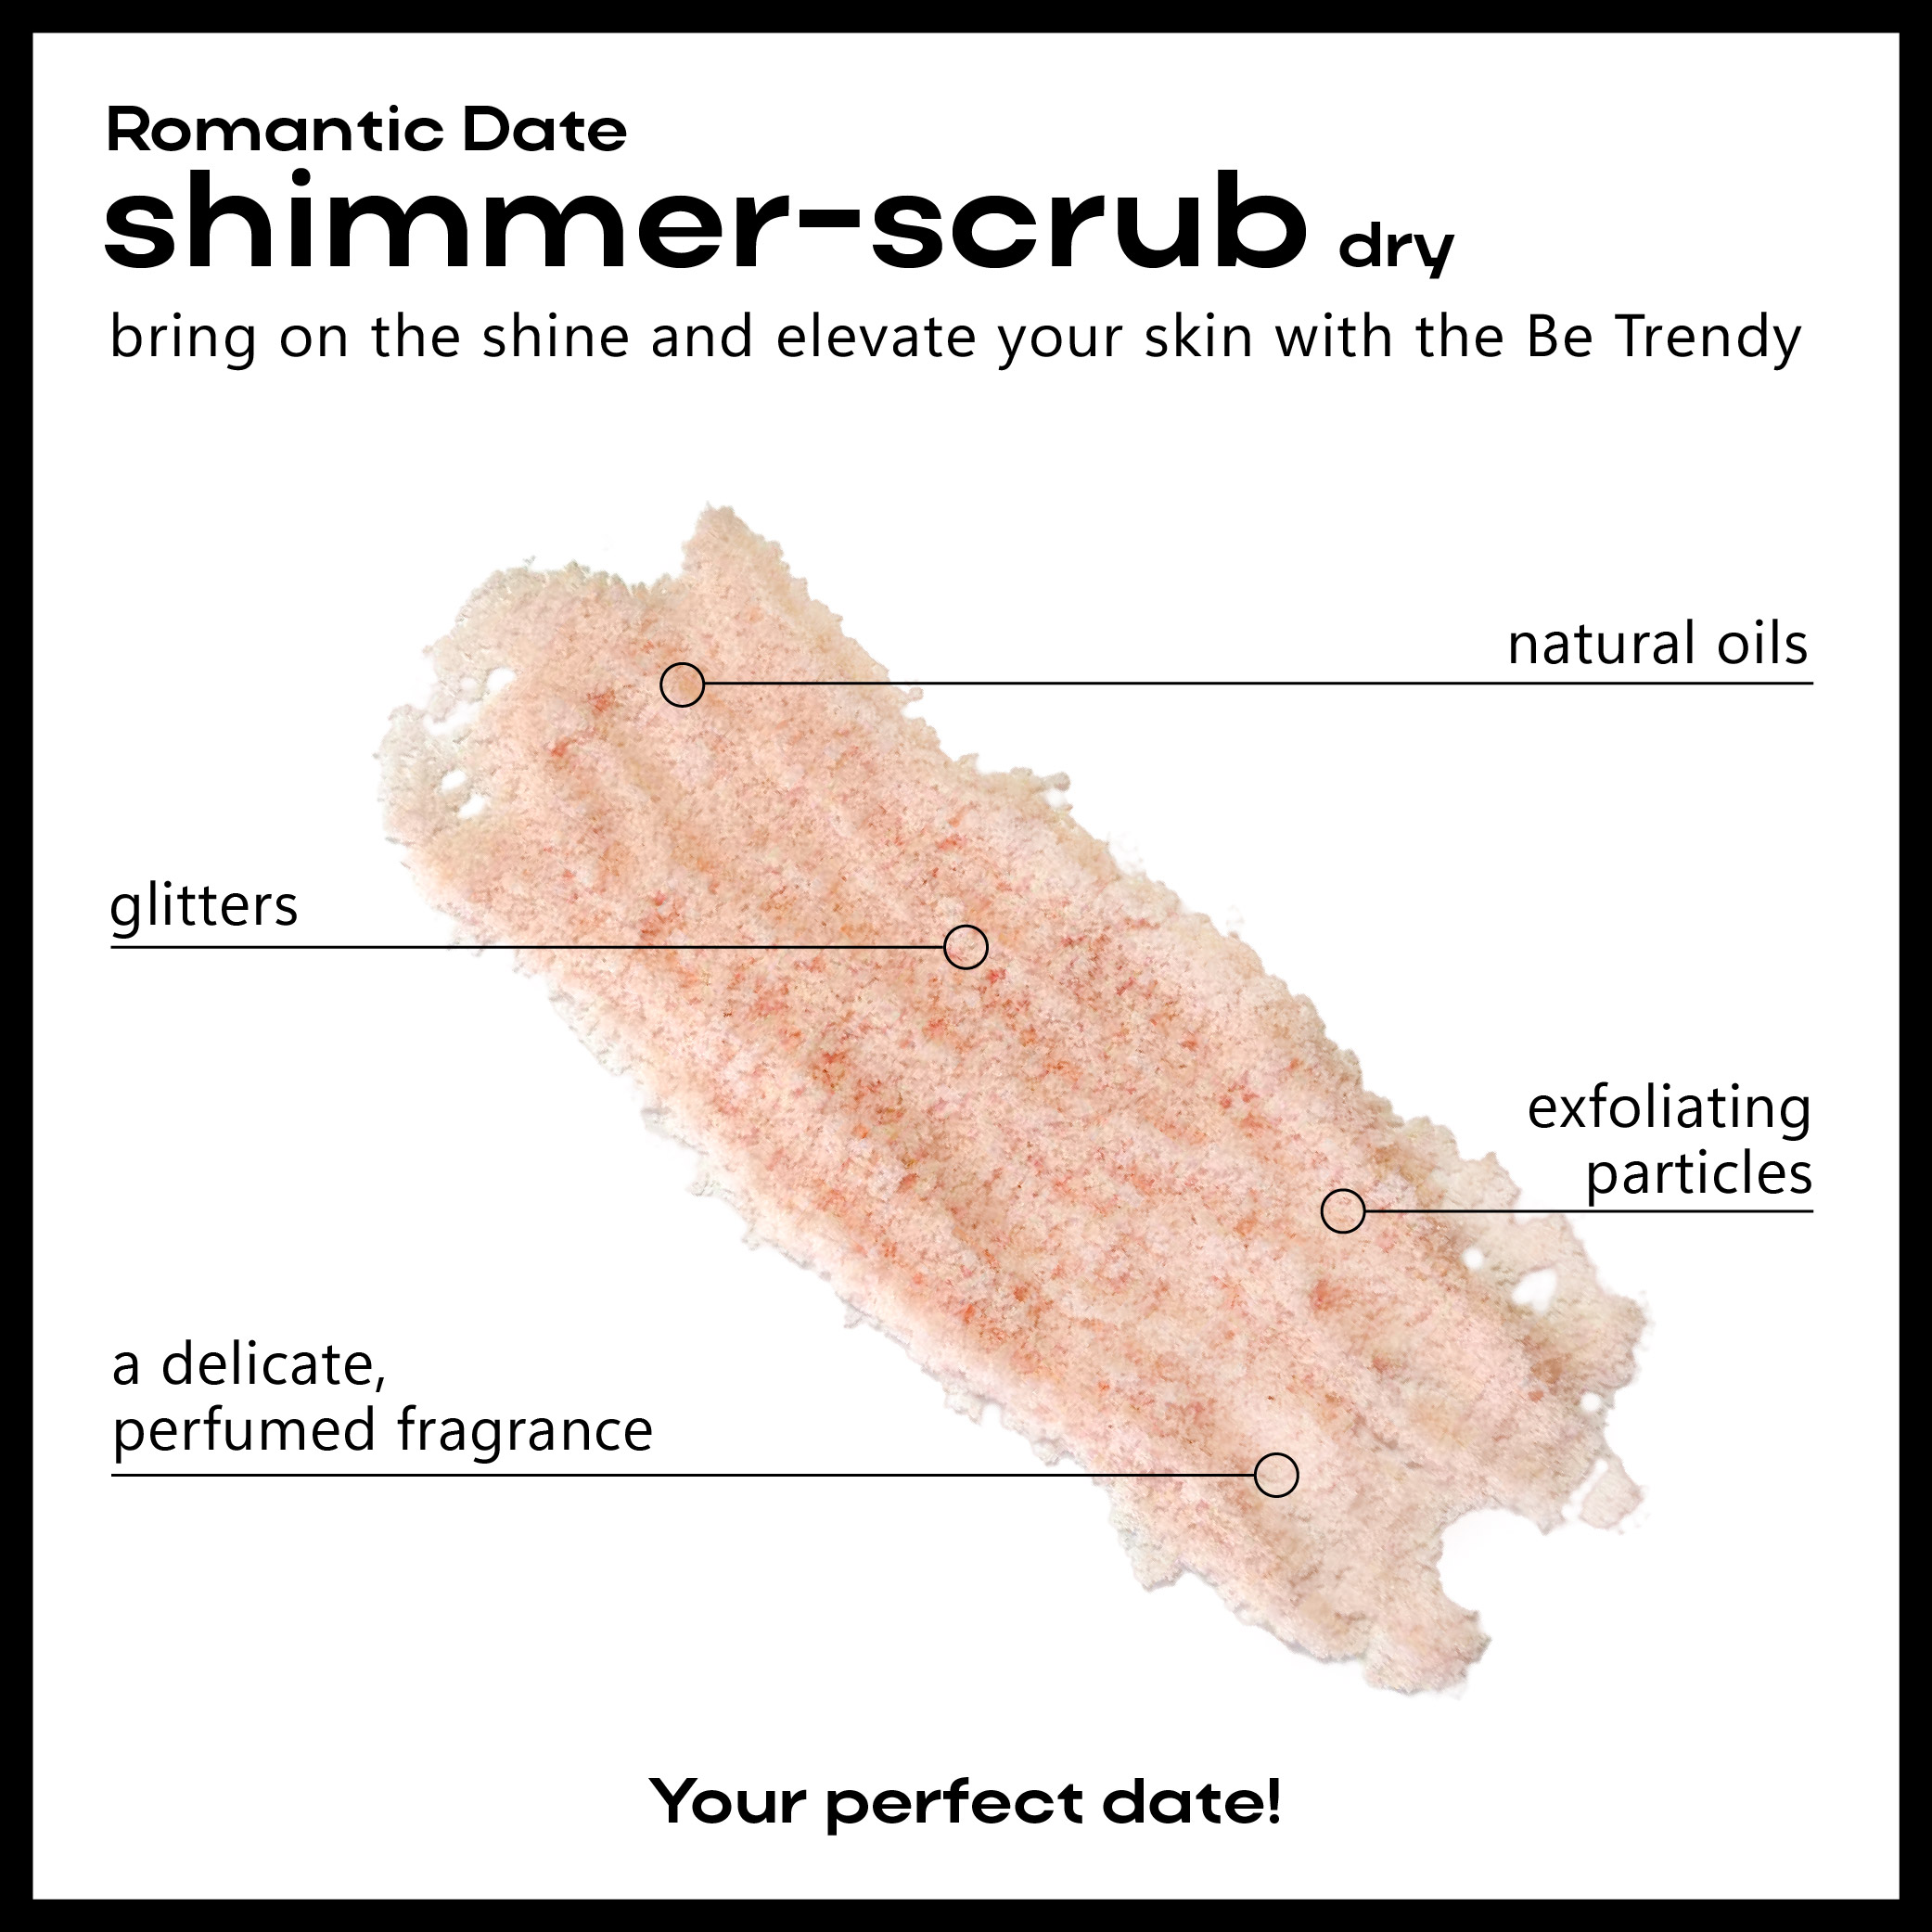 Romantic Date
shimmer-scrub dry
bring on the shine and elevate your skin with the Be Trendy
natural oils
glitters
exfoliating
particles
a delicate,
perfumed fragrance
Your perfect date!